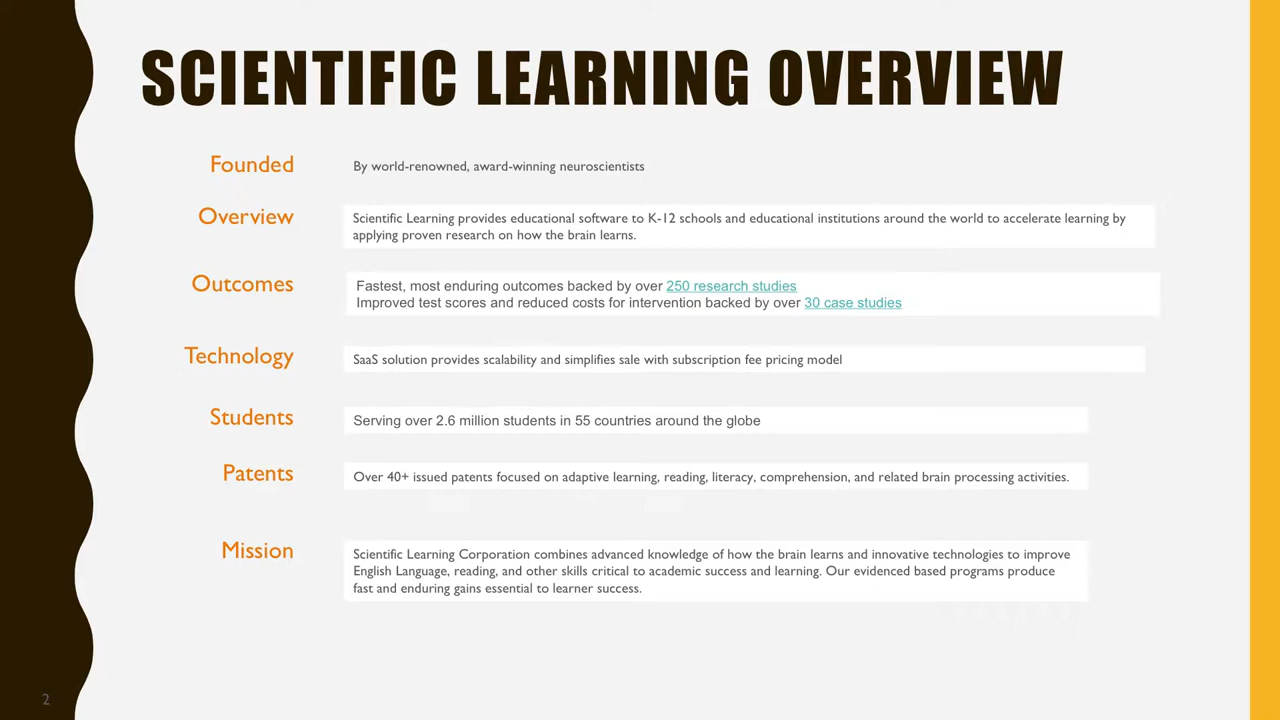 SCIENTIFIC LEARNING OVERVIEW
Founded
By world-renowned, award-winning neuroscientists
Overview
Scientific Learning provides educational software to K-12 schools and educational institutions around the world to accelerate learning by
applying proven research on how the brain learns.
Outcomes
Fastest, most enduring outcomes backed by over 250 research studies
Improved test scores and reduced costs for intervention backed by over 30 case studies
Technology
SaaS solution provides scalability and simplifies sale with subscription fee pricing model
Students
Serving over 2.6 million students in 55 countries around the globe
Patents
Over 40+ issued patents focused on adaptive learning, reading, literacy, comprehension, and related brain processing activities.
Mission
Scientific Learning Corporation combines advanced knowledge of how the brain learns and innovative technologies to improve
English Language, reading, and other skills critical to academic success and learning. Our evidenced based programs produce
fast and enduring gains essential to learner success.
2